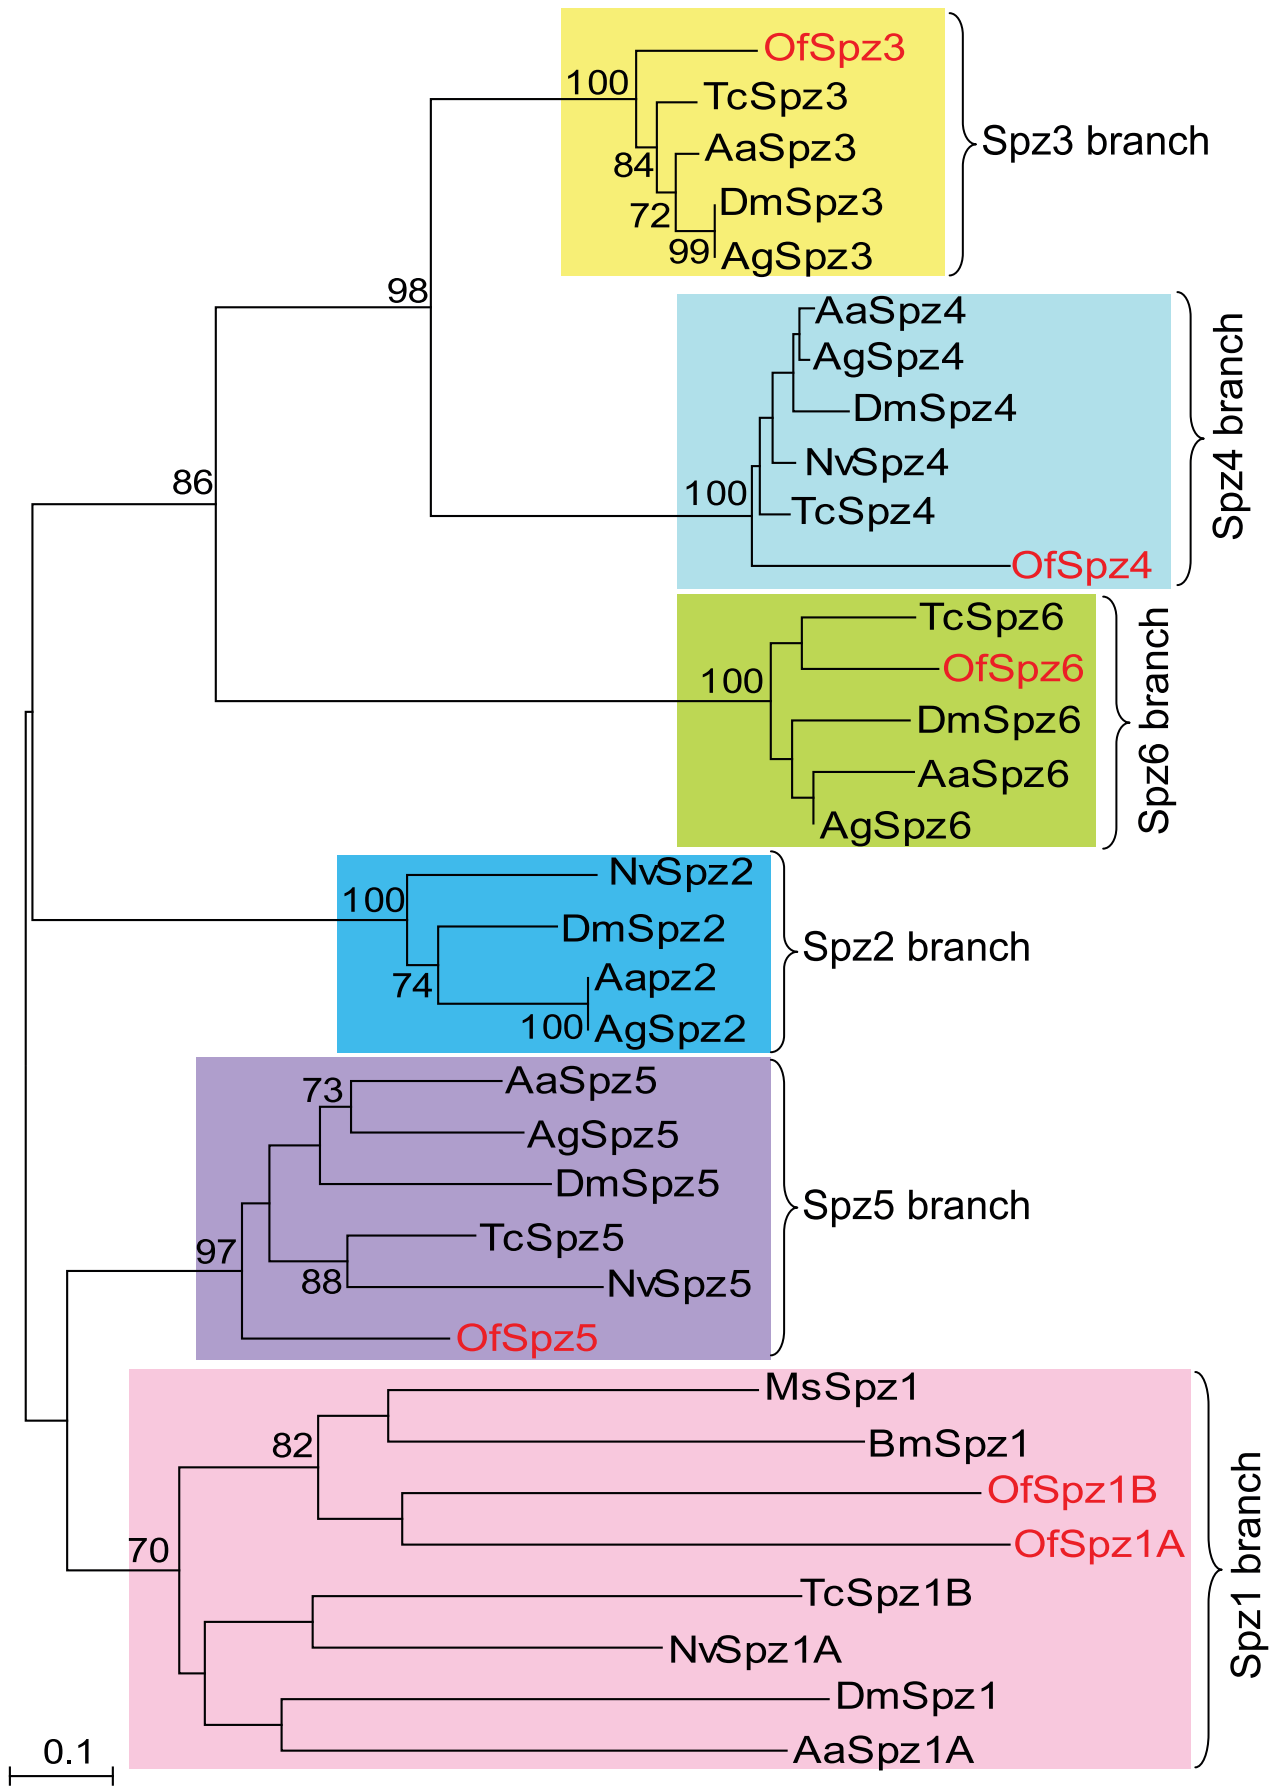 OfSpz3
100
TcSpz3
AaSpz3
84
DmSpz3
72
99
AgSpz3
Spz3 branch
98
AaSpz4
AgSpz4
DmSpz4
NvSpz4
100
TcSpz4
OfSpz4
Spz4 branch
86
TcSpz6
OfSpz6
100
DmSpz6
AaSpz6
AgSpz6
Spz6 branch
NvSpz2
100
DmSpz2
Aapz2
74
100
AgSpz2
Spz2 branch
AaSpz5
73
AgSpz5
DmSpz5
TcSpz5
97
88
NvSpz5
OfSpz5
Spz5 branch
MsSpz1
82
BmSpz1
OfSpz1B
OfSpz1A
70
TcSpz1B
NvSpz1A
DmSpz1
AaSpz1A
Spz1 branch
0.1